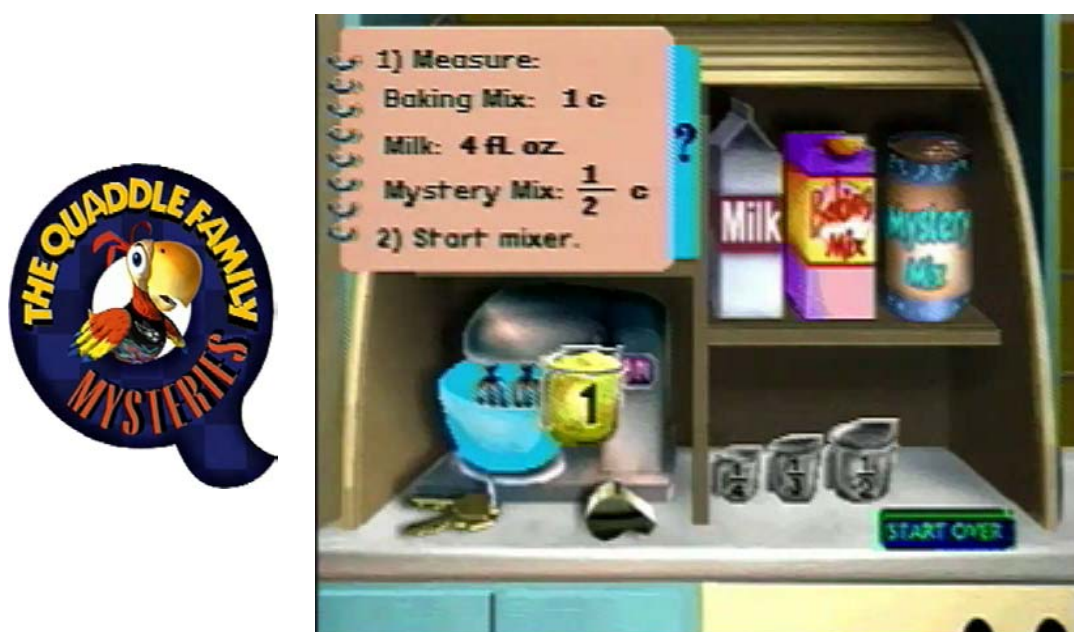 THE QUADDLE FAMILY
MYSTERIES
1) Measure:
Baking Mix: 1 c
Milk: 4 fl. oz.
Mystery Mix: 1/2 c
2) Start mixer.
?
Milk
Baking
Mix
Mystery
Mix
1
1/4
1/3
1/2
START OVER